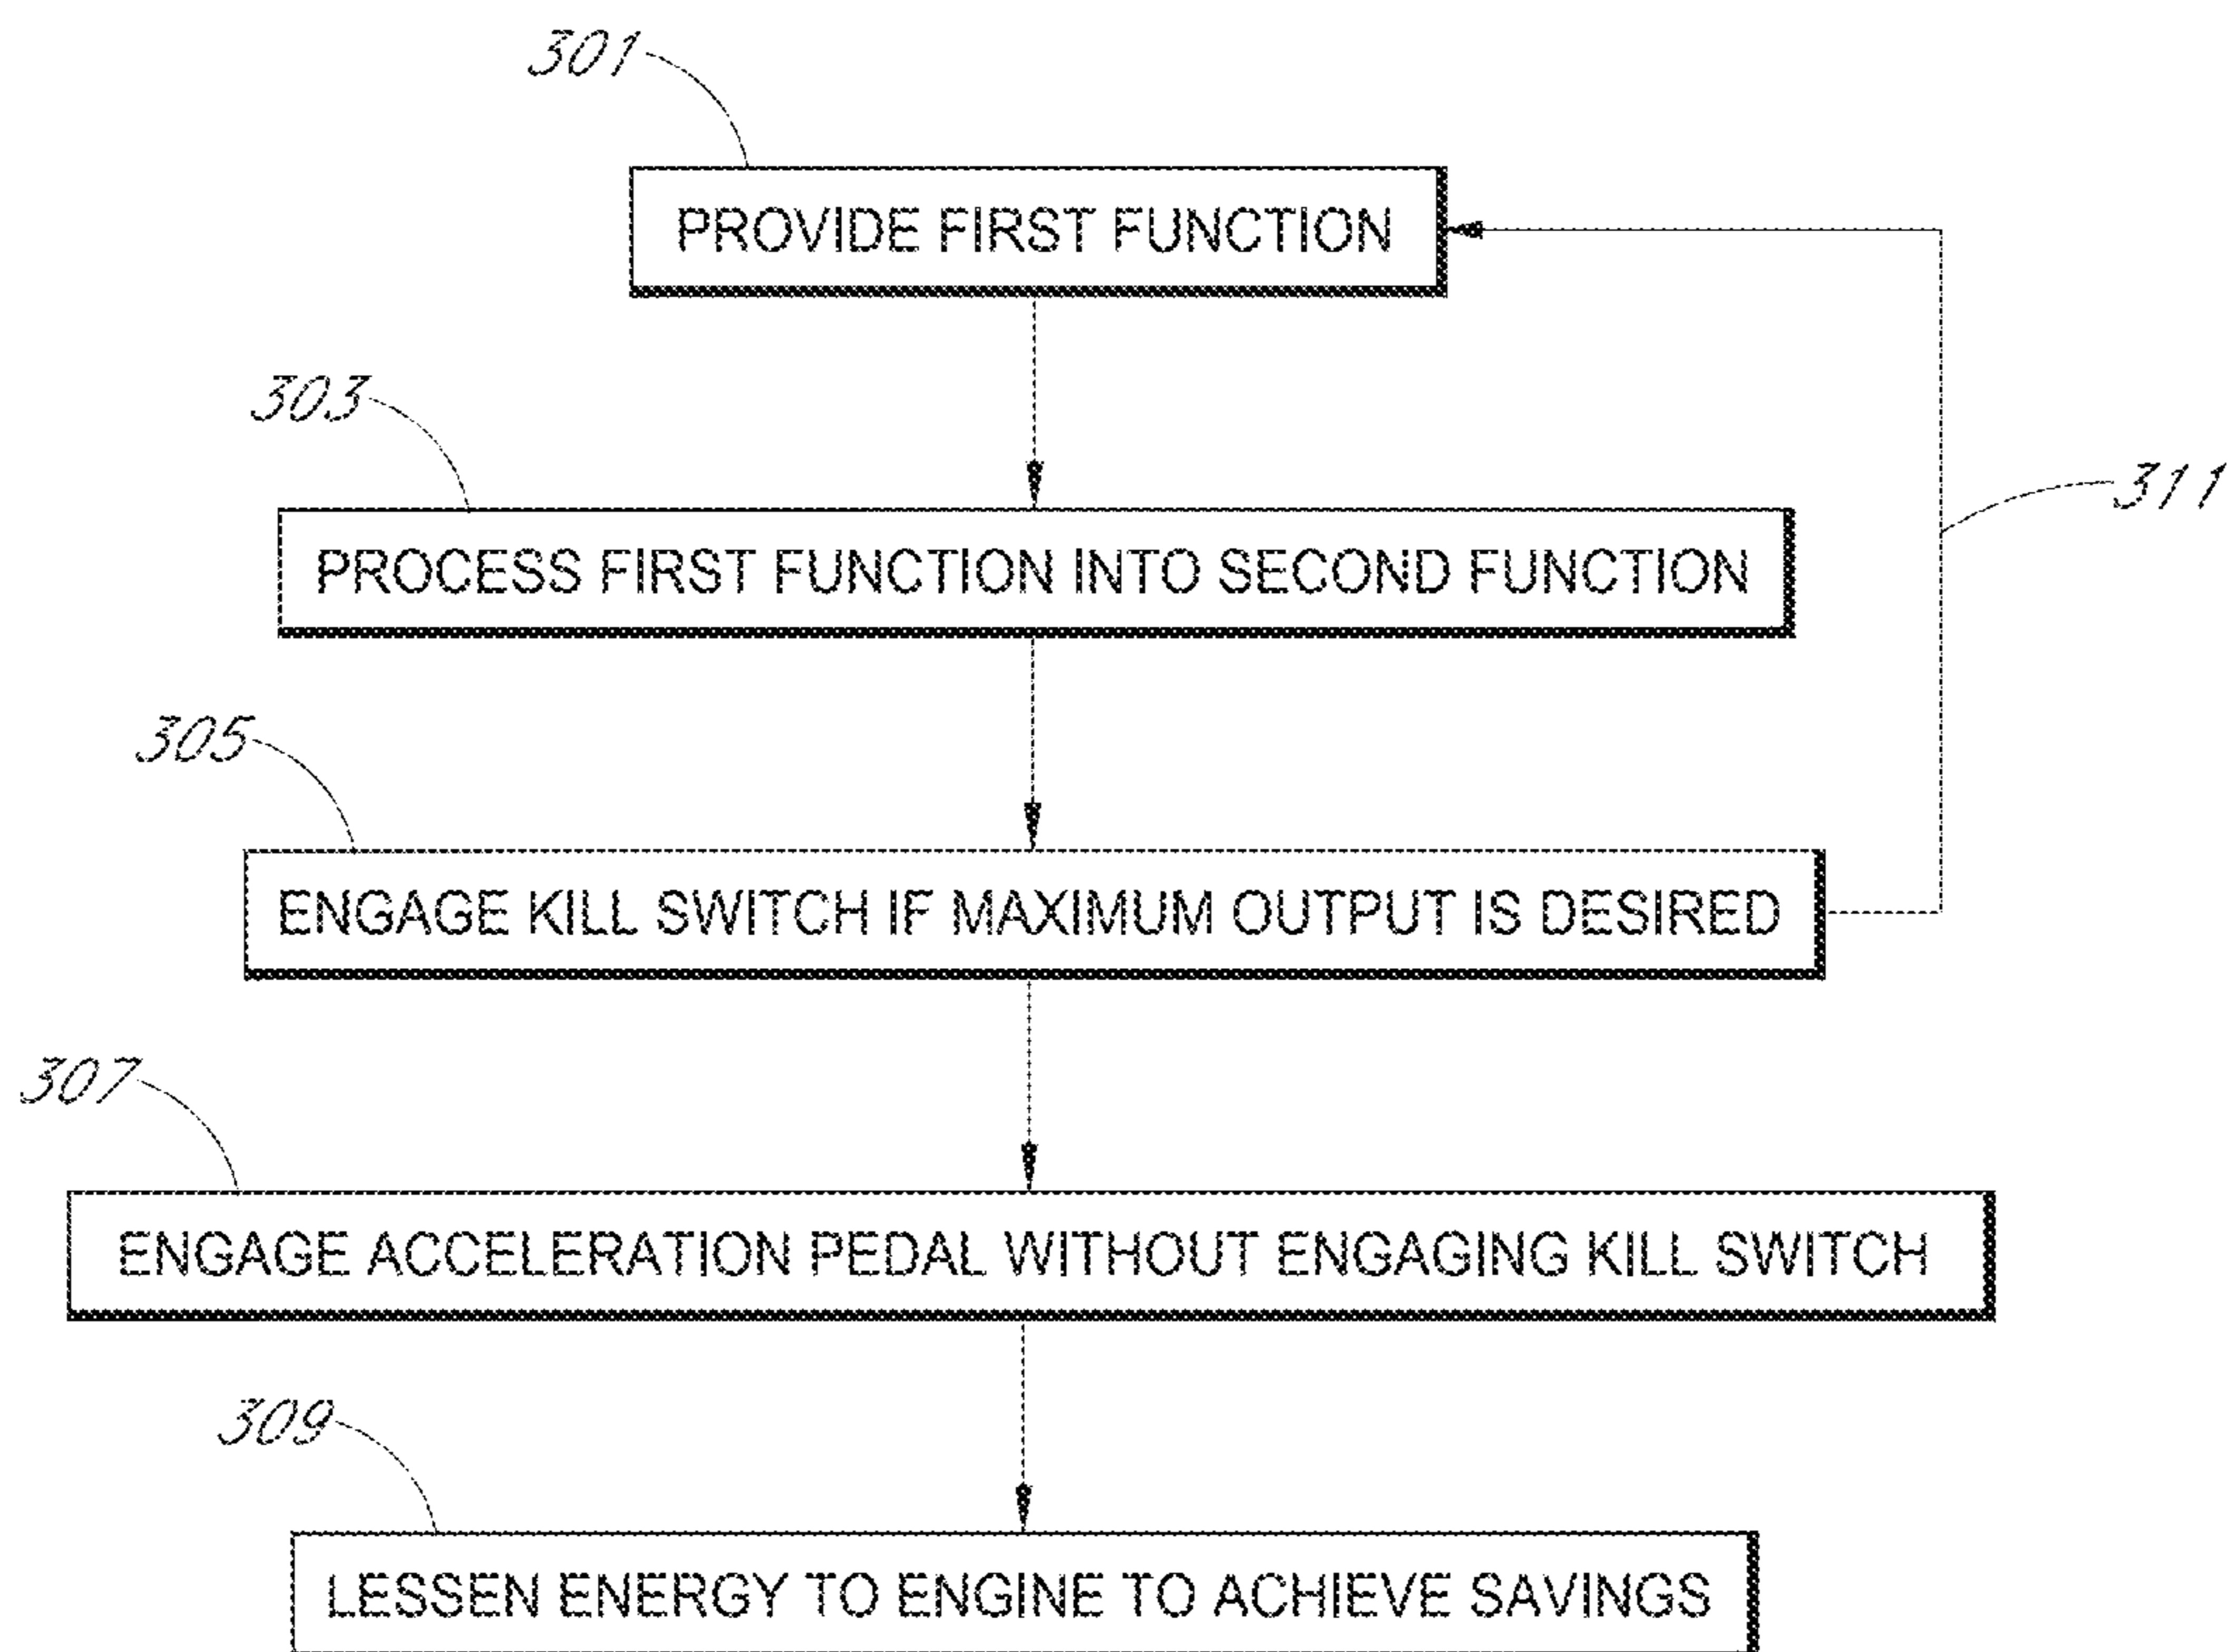 301
PROVIDE FIRST FUNCTION
303
PROCESS FIRST FUNCTION INTO SECOND FUNCTION
311
305
ENGAGE KILL SWITCH IF MAXIMUM OUTPUT IS DESIRED
307
ENGAGE ACCELERATION PEDAL WITHOUT ENGAGING KILL SWITCH
309
LESSEN ENERGY TO ENGINE TO ACHIEVE SAVINGS